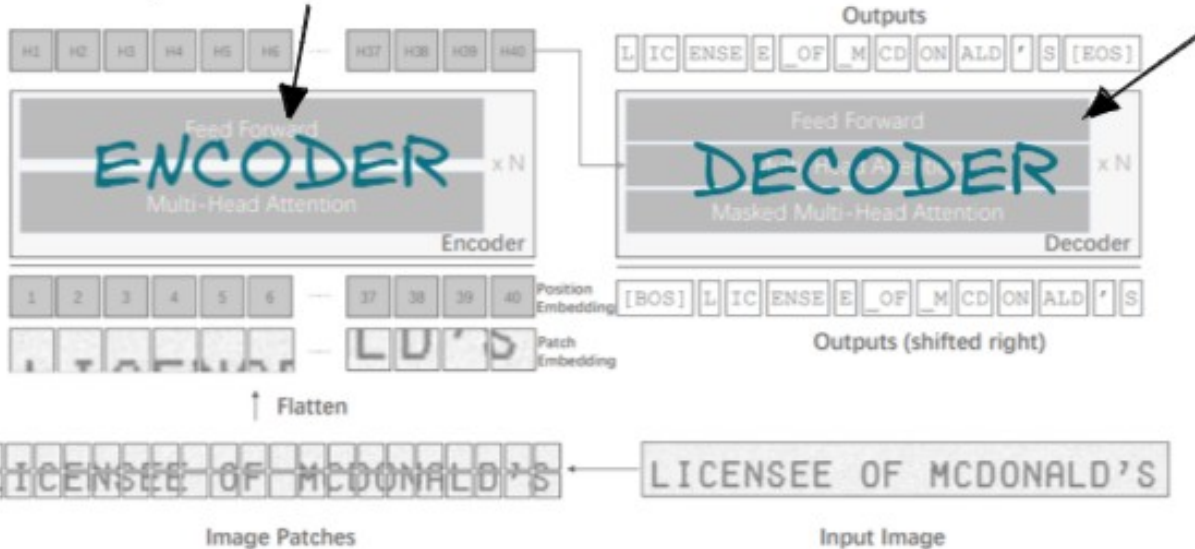 Outputs
H1 H2 H3 H4 H5 H6 ... H37 H38 H39 H40
L IC ENSE E _OF _M CD ON ALD ' S [EOS]
Feed Forward
ENCODER
x N
Multi-Head Attention
Encoder
Feed Forward
DECODER
Head Attention
x N
Masked Multi-Head Attention
Decoder
1 2 3 4 5 6 ... 37 38 39 40
Position
Embedding
[BOS] L IC ENSE E _OF _M CD ON ALD ' S
LD'S
Patch
Embedding
Outputs (shifted right)
Flatten
LICENSEE OF MCDONALD'S
LICENSEE OF MCDONALD'S
Image Patches
Input Image